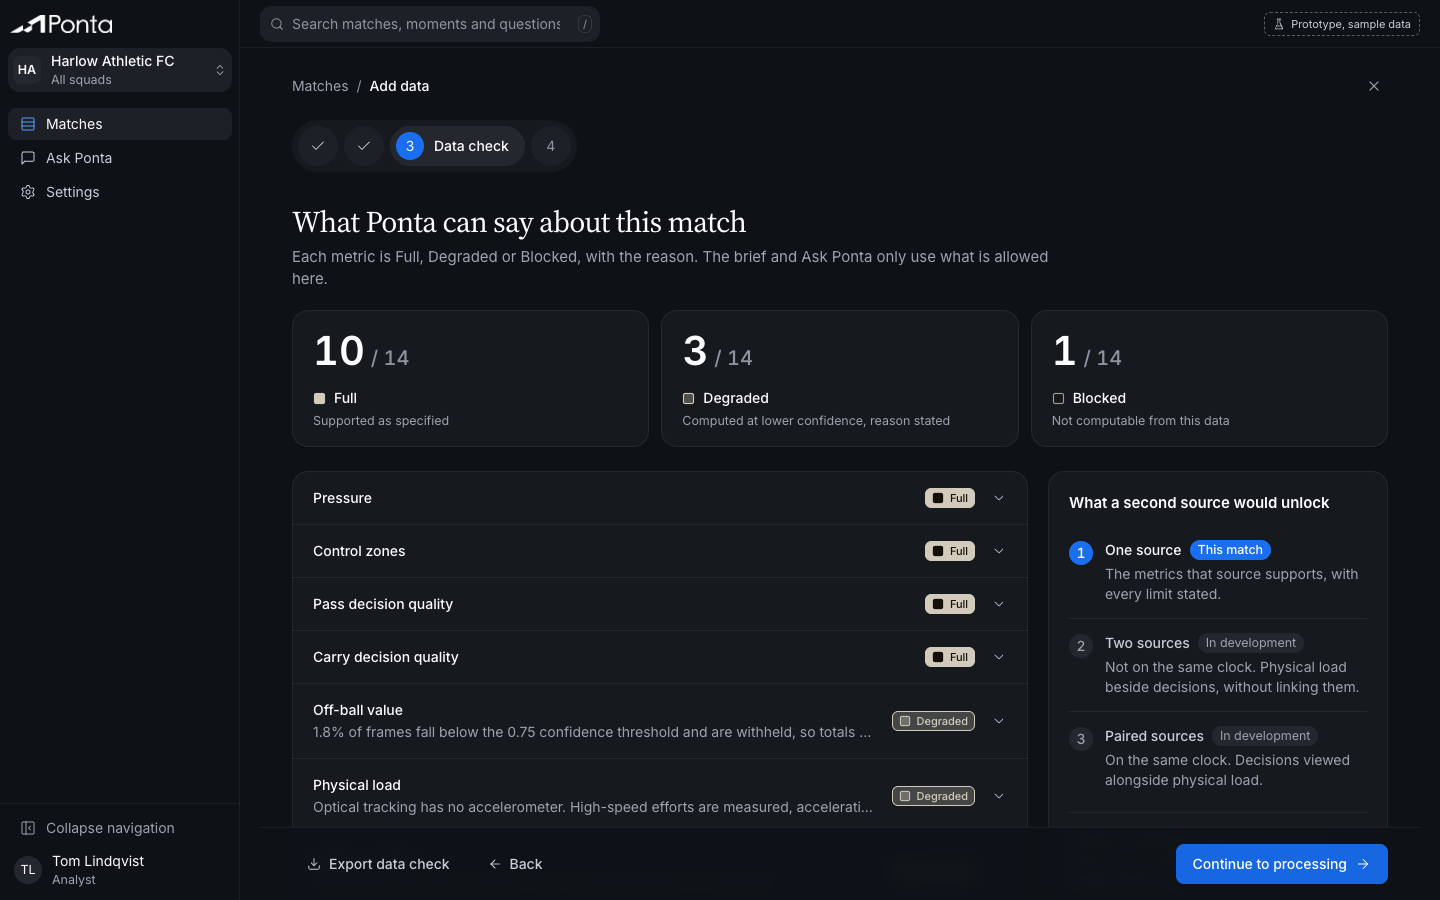 Ponta
HA
Harlow Athletic FC
All squads
Matches
Ask Ponta
Settings
Collapse navigation
TL
Tom Lindqvist
Analyst
Search matches, moments and questions
/
Prototype, sample data
Matches / Add data
3 Data check 4
What Ponta can say about this match
Each metric is Full, Degraded or Blocked, with the reason. The brief and Ask Ponta only use what is allowed
here.
10 / 14
Full
Supported as specified
3 / 14
Degraded
Computed at lower confidence, reason stated
1 / 14
Blocked
Not computable from this data
Pressure Full
Control zones Full
Pass decision quality Full
Carry decision quality Full
Off-ball value
1.8% of frames fall below the 0.75 confidence threshold and are withheld, so totals ...
Degraded
Physical load
Optical tracking has no accelerometer. High-speed efforts are measured, accelerati...
Degraded
What a second source would unlock
1 One source This match
The metrics that source supports, with
every limit stated.
2 Two sources In development
Not on the same clock. Physical load
beside decisions, without linking them.
3 Paired sources In development
On the same clock. Decisions viewed
alongside physical load.
Export data check
Back
Continue to processing